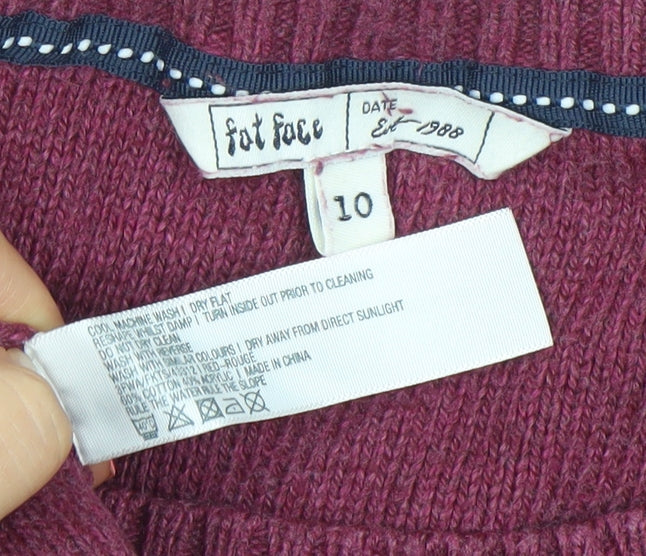 fat face
DATE
Est 1988
10
COOL MACHINE WASH | DRY FLAT
RESHAPE WHILST DAMP | TURN INSIDE OUT PRIOR TO CLEANING
DO NOT DRY CLEAN
WASH WITH REVERSE
WASH WITH SIMILAR COLOURS | DRY AWAY FROM DIRECT SUNLIGHT
RED-ROUGE
60% COTTON 40% ACRYLIC | MADE IN CHINA
RULE THE WATER NUE THE SLOPE
40°C